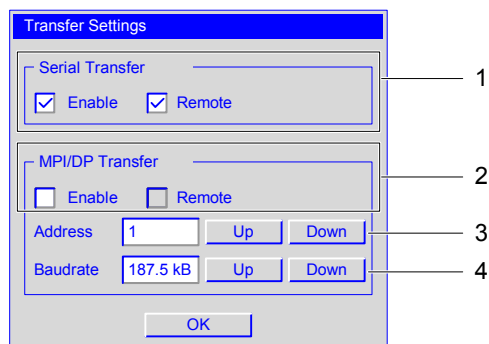 Transfer Settings
Serial Transfer
1
Enable Remote
MPI/DP Transfer
2
Enable Remote
Address 1 Up Down 3
Baudrate 187.5 kB Up Down 4
OK